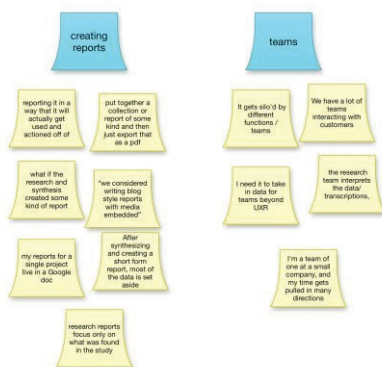 creating
reports
reporting it in a
way that it will
actually get
used and
actioned off of
put together a
collection or
report of some
kind and then
just export that
as a pdf
what if the
research and
synthesis
created some
kind of report
"we considered
writing blog
style reports
with media
embedded"
my reports for a
single project
live in a Google
doc
After
synthesizing
and creating a
short form
report, most of
the data is set
aside
research reports
focus only on
what was found
in the study
teams
It gets silo'd by
different
functions /
teams
We have a lot of
teams
interacting with
customers
I need it to take
in data for
teams beyond
UXR
the research
team interprets
the data/
transcriptions,
I'm a team of
one at a small
company, and
my time gets
pulled in many
directions